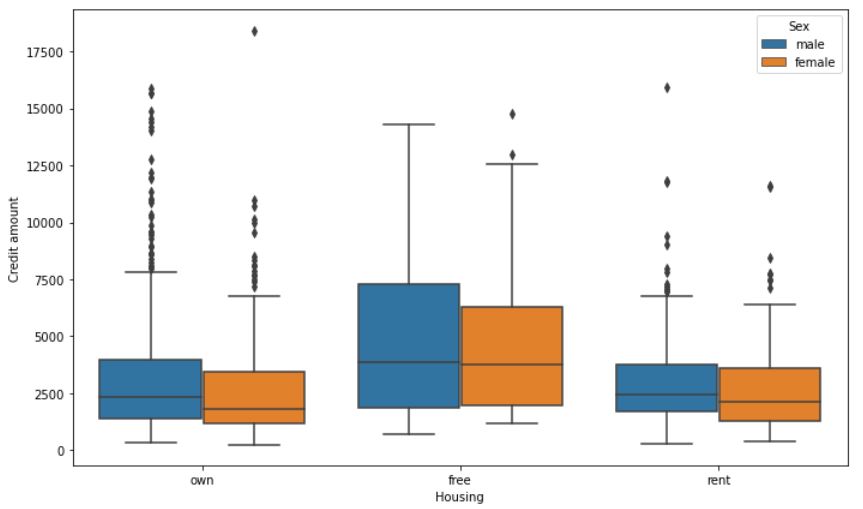 Sex
male
female
17500
15000
12500
10000
7500
5000
2500
0
Credit amount
own free rent
Housing